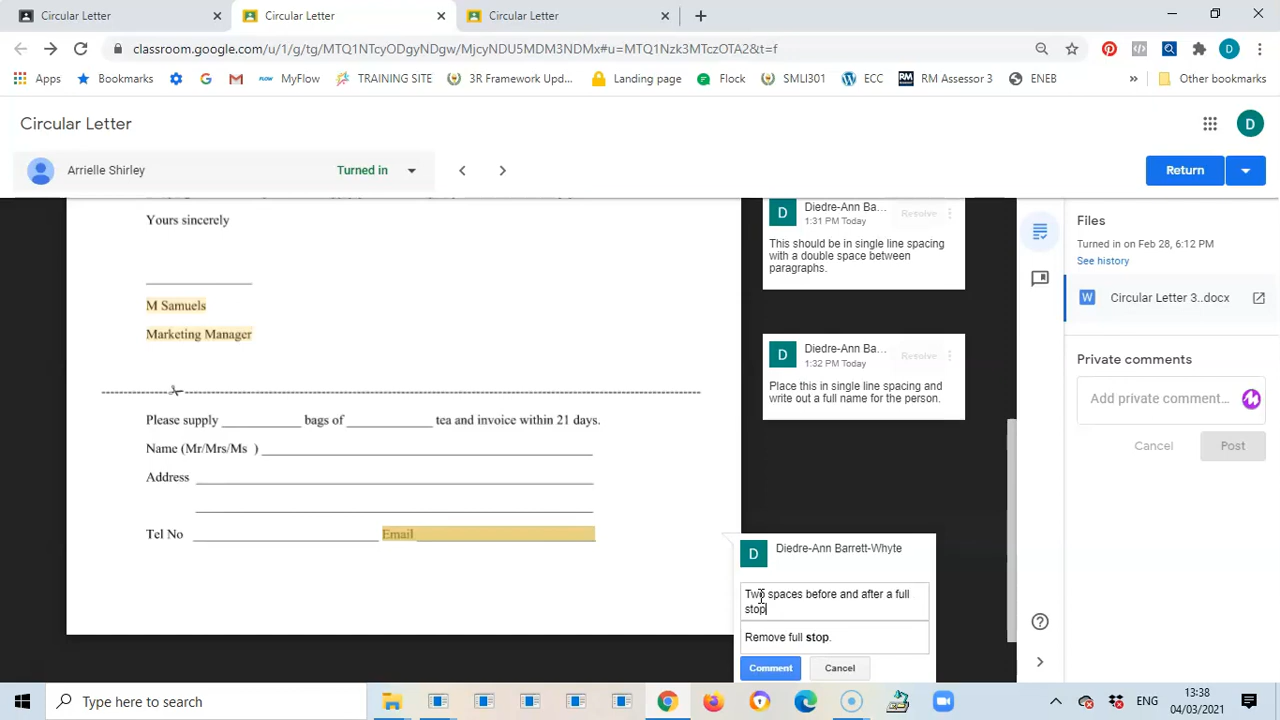 Circular Letter
Circular Letter
Circular Letter
classroom.google.com/u/1/g/tg/MTQ1NTcyODgyNDgw/MjcyNDU5MDM3NDMx#u=MTQ1Nzk3MTczOTA2&t=f
D
Apps
Bookmarks
MyFlow
TRAINING SITE
3R Framework Upd...
Landing page
flock
SMLI301
ECC
RM
RM Assessor 3
ENEB
»
Other bookmarks
Circular Letter
D
Arrielle Shirley
Turned in
Return
Yours sincerely
M Samuels
Marketing Manager
Please supply ____________ bags of _____________ tea and invoice within 21 days.
Name (Mr/Mrs/Ms )
Address
Tel No Email
D
Diedre-Ann Ba...
1:31 PM Today
Resolve
This should be in single line spacing
with a double space between
paragraphs.
D
Diedre-Ann Ba...
1:32 PM Today
Resolve
Place this in single line spacing and
write out a full name for the person.
D
Diedre-Ann Barrett-Whyte
Two spaces before and after a full
stop
Remove full stop.
Comment
Cancel
Files
Turned in on Feb 28, 6:12 PM
See history
W
Circular Letter 3..docx
Private comments
Add private comment...
Cancel
Post
Type here to search
ENG
13:38
04/03/2021